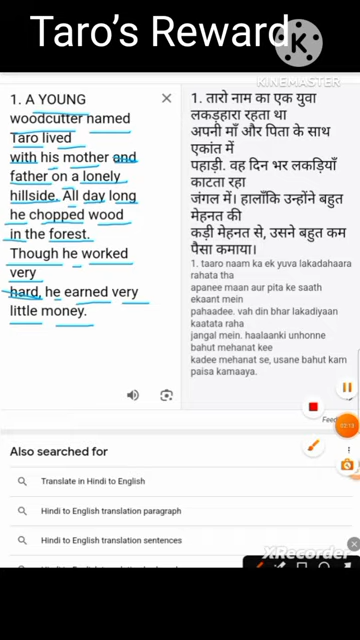 Taro's Reward
KINEMASTER
1. A YOUNG
woodcutter named
Taro lived
with his mother and
father on a lonely
hillside. All day long
he chopped wood
in the forest.
Though he worked
very
hard, he earned very
little money.
1. तारो नाम का एक युवा
लकड़हारा रहता था
अपनी माँ और पिता के साथ
एकांत में
पहाड़ी. वह दिन भर लकड़ियाँ
काटता रहा
जंगल में। हालाँकि उन्होंने बहुत
मेहनत की
कड़ी मेहनत से, उसने बहुत कम
पैसा कमाया।
1. taaro naam ka ek yuva lakadahaara
rahata tha
apanee maan aur pita ke saath
ekaant mein
pahaadee. vah din bhar lakadiyaan
kaatata raha
jangal mein. haalaanki unhonne bahut
mehanat kee
kadee mehanat se, usane bahut kam
paisa kamaaya.
02:13
Also searched for
Translate in Hindi to English
Hindi to English translation paragraph
Hindi to English translation sentences
XRecorder